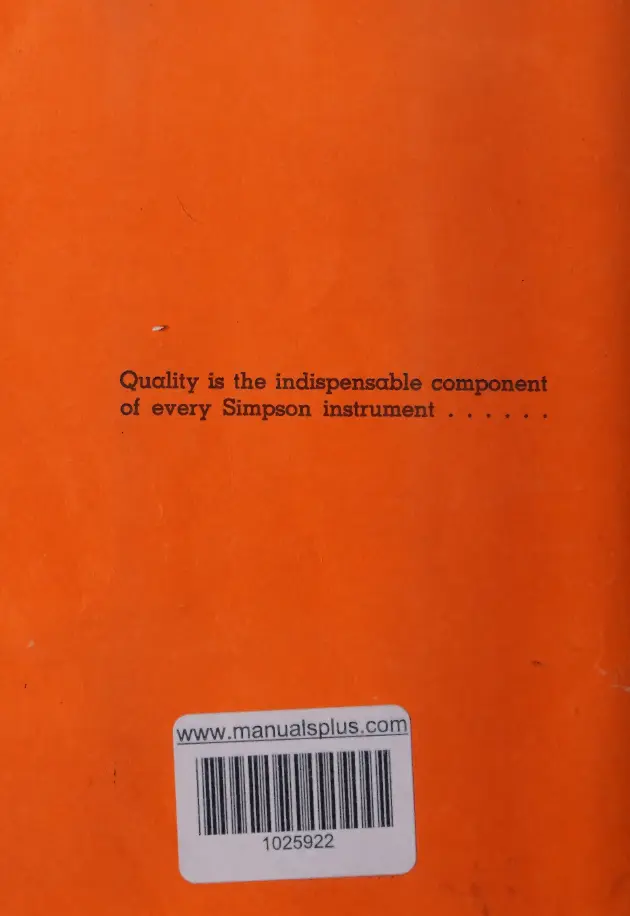 Quality is the indispensable component
of every Simpson instrument . . . . . .
www.manualsplus.com
1025922